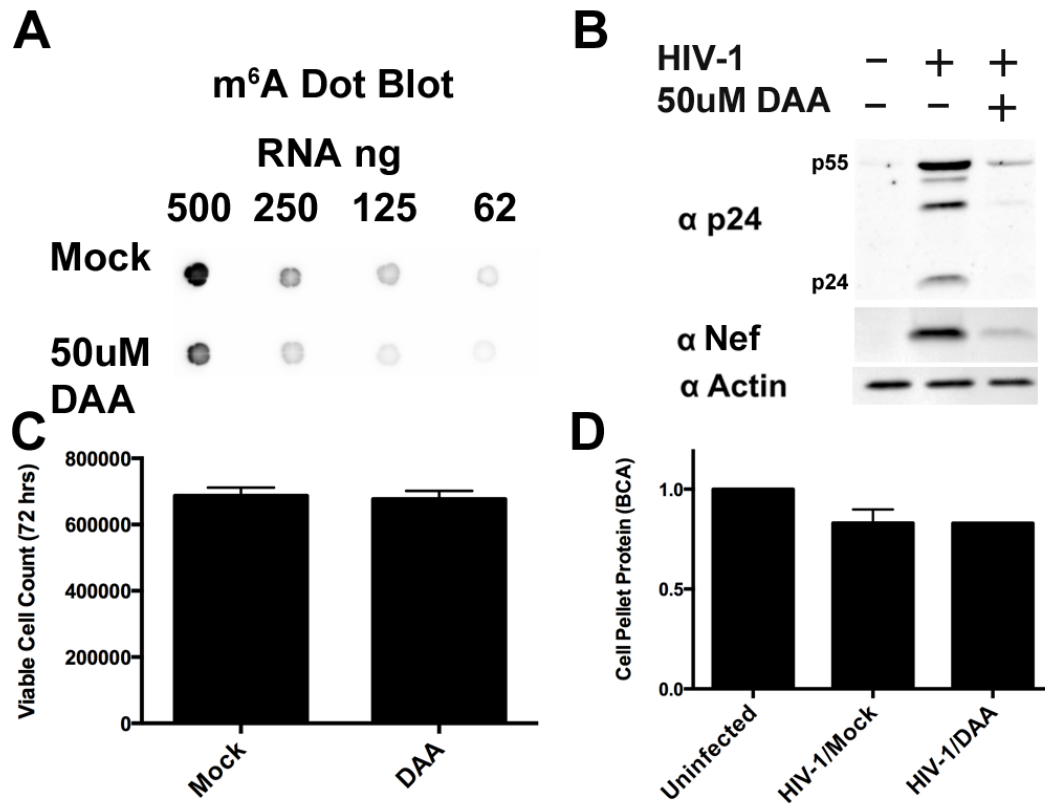 A
m⁶A Dot Blot
RNA ng
500 250 125 62
Mock
50uM
DAA
B
HIV-1 − + +
50uM DAA − − +
p55
α p24
p24
α Nef
α Actin
C
Viable Cell Count (72 hrs)
800000
600000
400000
200000
0
Mock
DAA
D
Cell Pellet Protein (BCA)
1.0
0.5
0.0
Uninfected
HIV-1/Mock
HIV-1/DAA